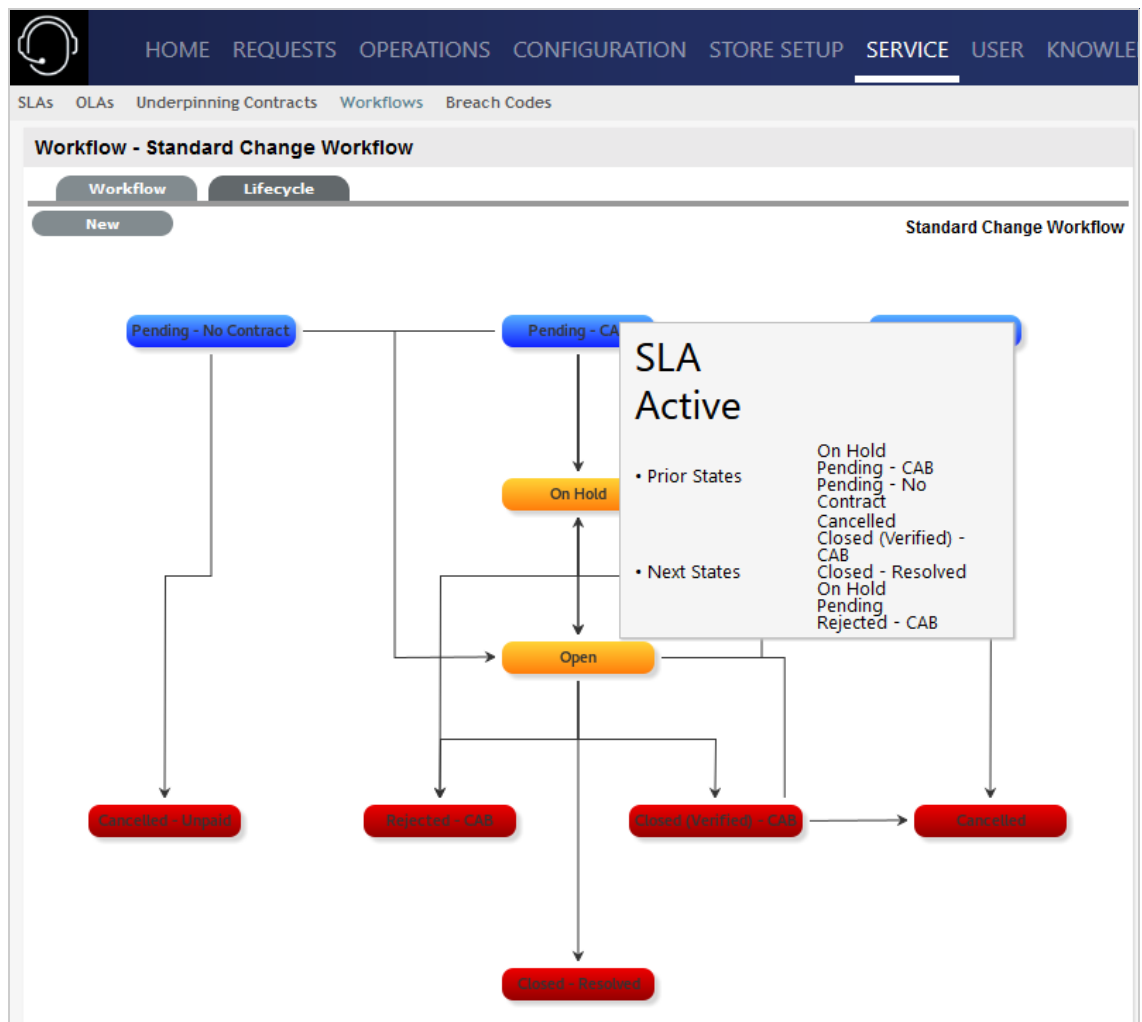 HOME REQUESTS OPERATIONS CONFIGURATION STORE SETUP SERVICE USER KNOWLE
SLAs OLAs Underpinning Contracts Workflows Breach Codes
Workflow - Standard Change Workflow
Workflow Lifecycle
New
Standard Change Workflow
Pending - No Contract
Pending - CA
SLA
Active
• Prior States
On Hold
Pending - CAB
Pending - No
Contract
• Next States
Cancelled
Closed (Verified) -
CAB
Closed - Resolved
On Hold
Pending
Rejected - CAB
On Hold
Open
Cancelled - Unpaid
Rejected - CAB
Closed (Verified) - CAB
Cancelled
Closed - Resolved